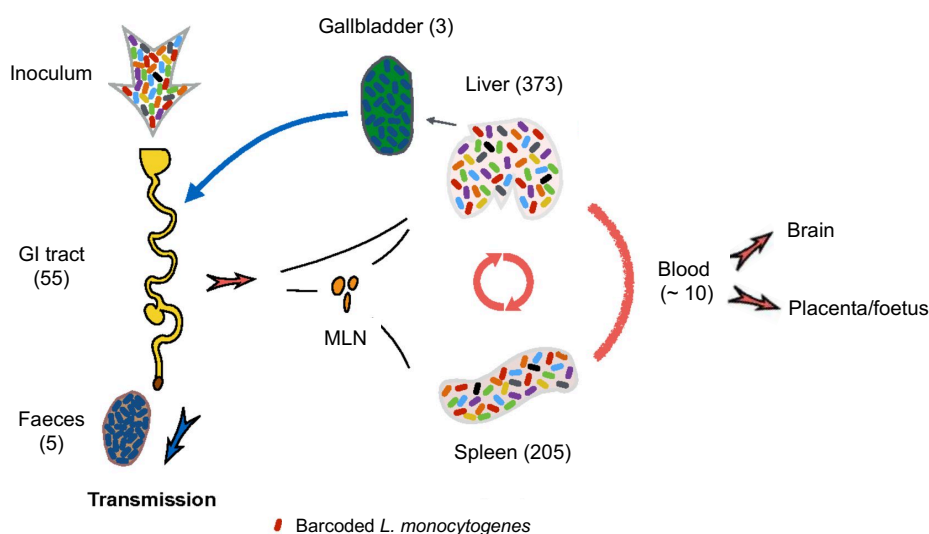 Gallbladder (3)
Inoculum
Liver (373)
GI tract
(55)
MLN
Blood
(~ 10)
Brain
Placenta/foetus
Faeces
(5)
Spleen (205)
Transmission
Barcoded L. monocytogenes